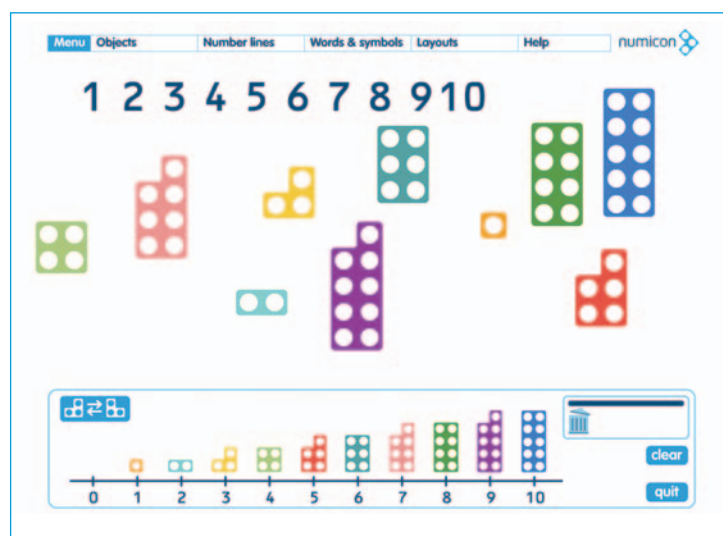 Menu Objects Number lines Words & symbols Layouts Help numicon
1 2 3 4 5 6 7 8 9 10
clear
0 1 2 3 4 5 6 7 8 9 10
quit